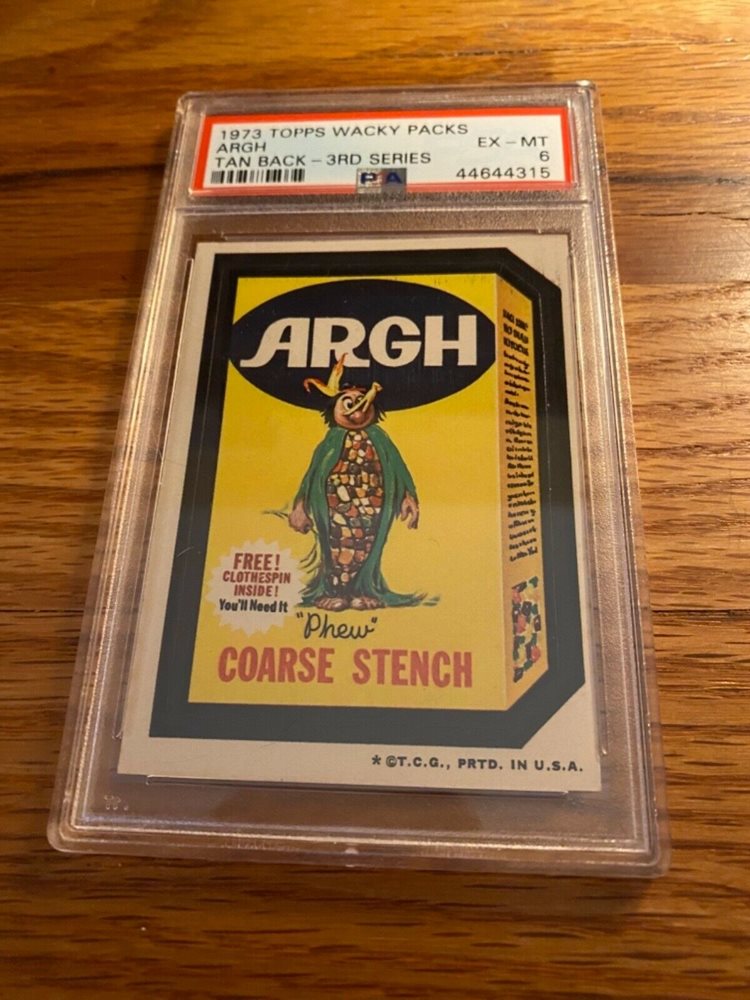 1973 TOPPS WACKY PACKS
ARGH
EX - MT
TAN BACK - 3RD SERIES
6
PSA
44644315
ARGH
FREE!
CLOTHESPIN
INSIDE!
You'll Need It
"Phew"
COARSE STENCH
* ©T.C.G., PRTD. IN U.S.A.